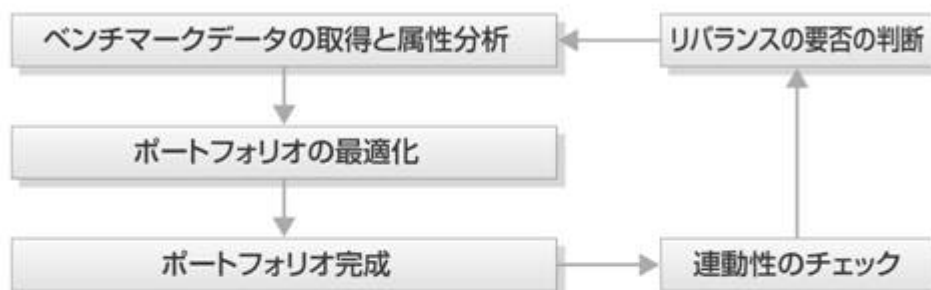 ベンチマークデータの取得と属性分析
リバランスの要否の判断
ポートフォリオの最適化
ポートフォリオ完成
連動性のチェック